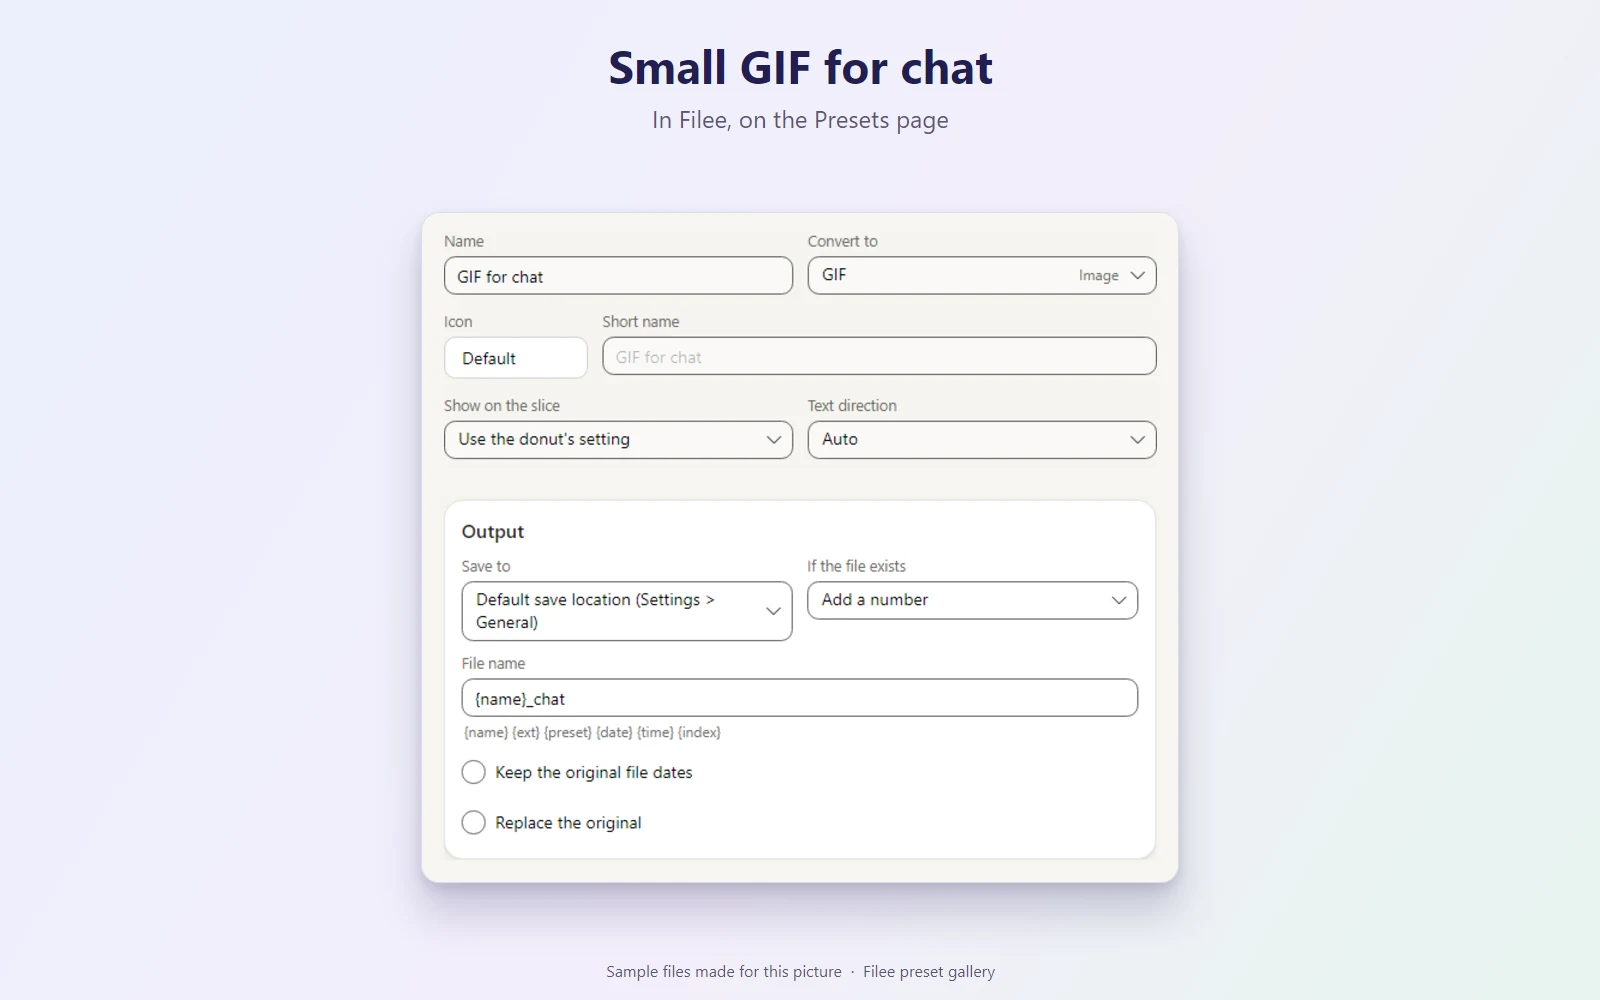 Small GIF for chat
In Filee, on the Presets page
Name
Convert to
GIF for chat
GIF
Image
Icon
Short name
Default
GIF for chat
Show on the slice
Text direction
Use the donut's setting
Auto
Output
Save to
If the file exists
Default save location (Settings >
General)
Add a number
File name
{name}_chat
{name} {ext} {preset} {date} {time} {index}
Keep the original file dates
Replace the original
Sample files made for this picture · Filee preset gallery